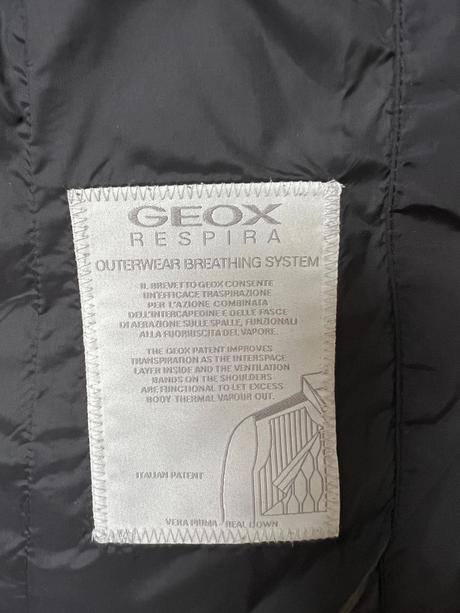 GEOX
RESPIRA
OUTERWEAR BREATHING SYSTEM
IL BREVETTO GEOX CONSENTE
UN'EFFICACE TRASPIRAZIONE
PER L'AZIONE COMBINATA
DELL'INTERCAPEDINE E DELLE FASCE
DI AERAZIONE SULLE SPALLE, FUNZIONALI
ALLA FUORIUSCITA DEL VAPORE.
THE GEOX PATENT IMPROVES
TRANSPIRATION AS THE INTERSPACE
LAYER INSIDE AND THE VENTILATION
BANDS ON THE SHOULDERS
ARE FUNCTIONAL TO LET EXCESS
BODY THERMAL VAPOUR OUT.
ITALIAN PATENT
VERA PIUMA - REAL DOWN